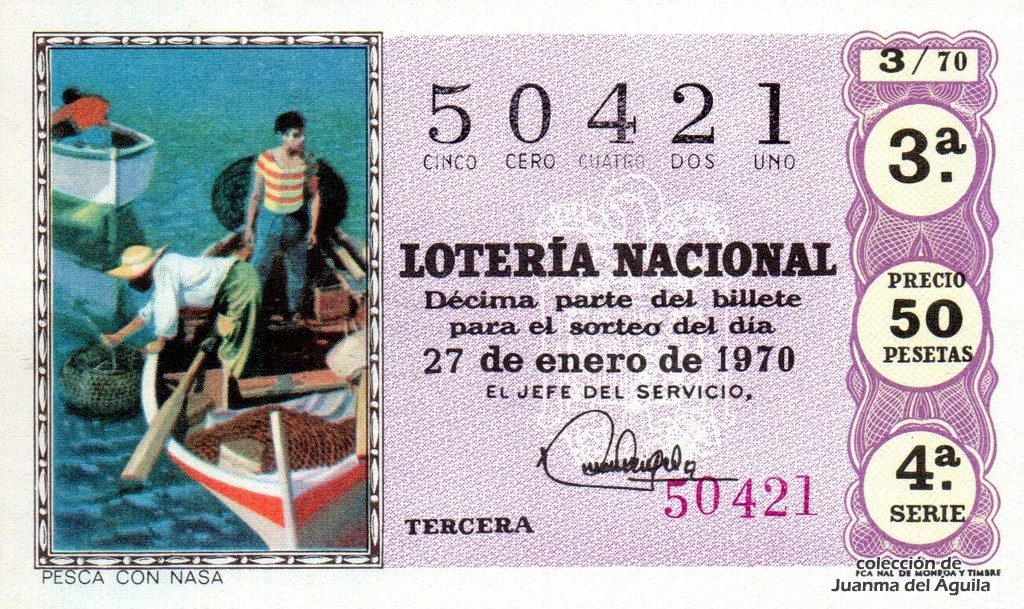 3 / 70
50421
CINCO CERO CUATRO DOS UNO
3ª.
LOTERÍA NACIONAL
Décima parte del billete
para el sorteo del día
27 de enero de 1970
EL JEFE DEL SERVICIO,
PRECIO
50
PESETAS
4ª.
SERIE
50421
TERCERA
PESCA CON NASA
colección de
FCA NAL DE MONEDA Y TIMBRE
Juanma del Águila